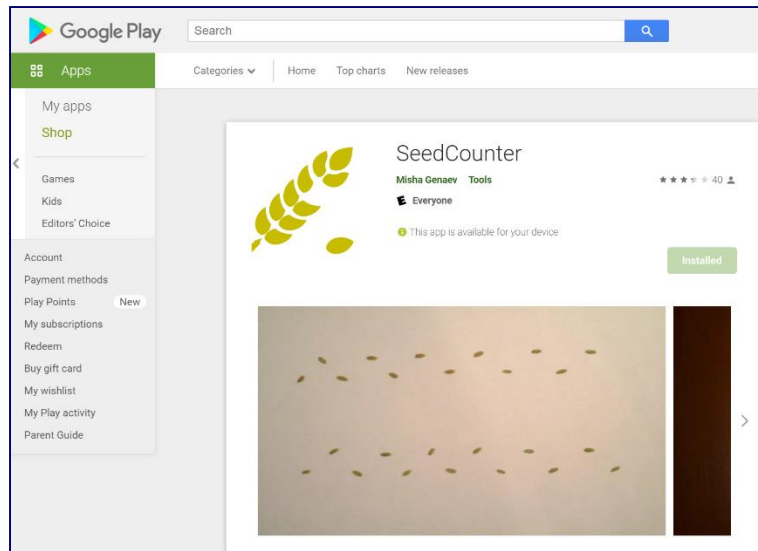 Google Play
Search
Apps
Categories
Home
Top charts
New releases
My apps
Shop
Games
Kids
Editors' Choice
Account
Payment methods
Play Points New
My subscriptions
Redeem
Buy gift card
My wishlist
My Play activity
Parent Guide
SeedCounter
Misha Genaev Tools
40
E Everyone
This app is available for your device
Installed